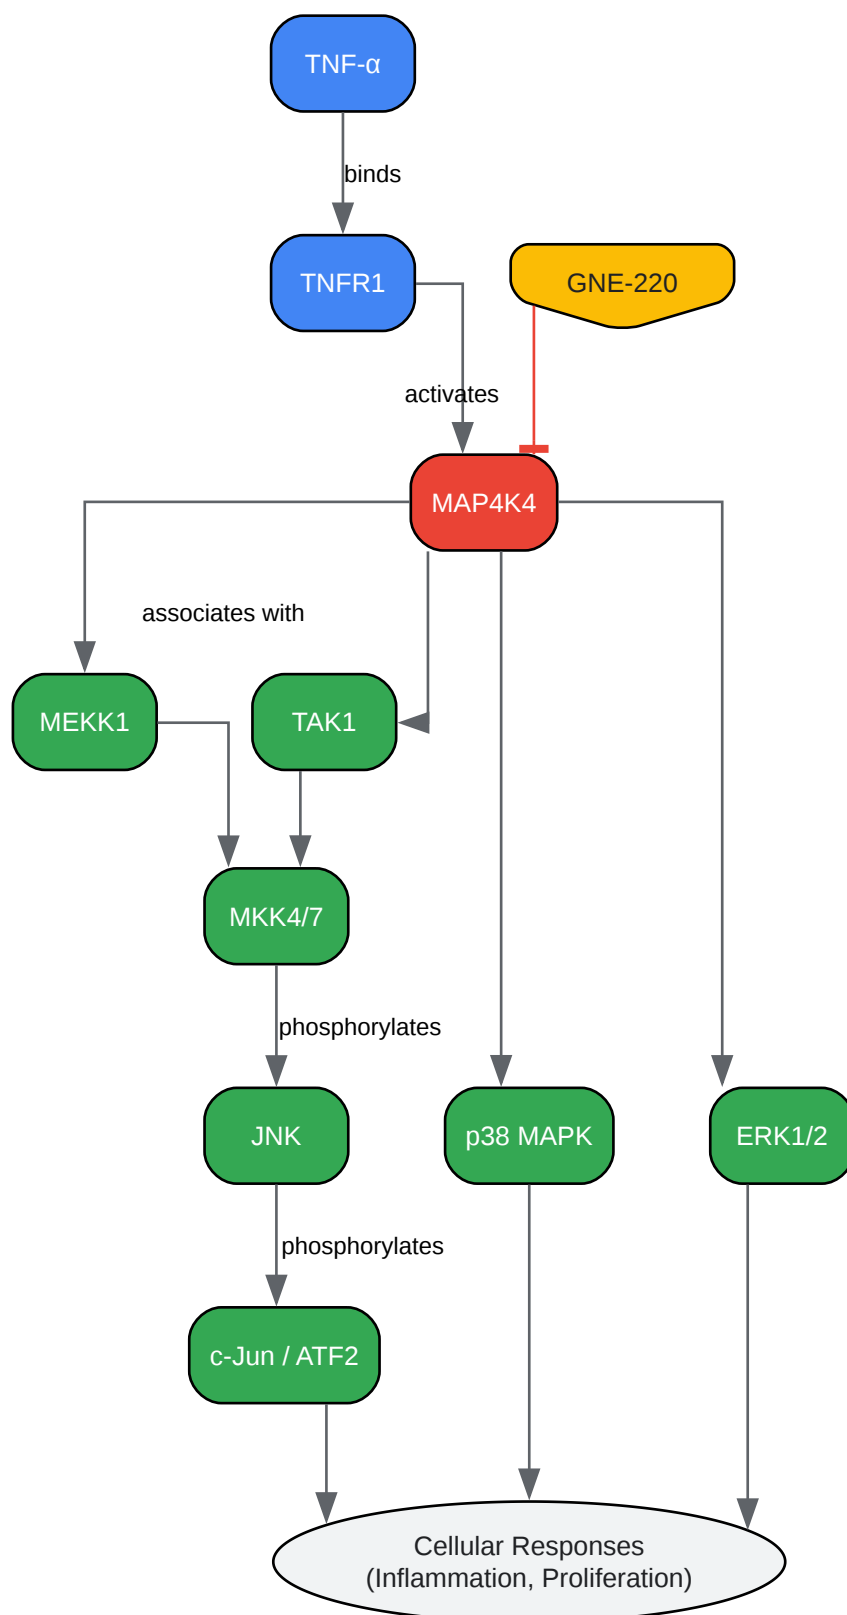 TNF-α
binds
TNFR1
GNE-220
activates
MAP4K4
associates with
MEKK1
TAK1
MKK4/7
phosphorylates
JNK
p38 MAPK
ERK1/2
phosphorylates
c-Jun / ATF2
Cellular Responses
(Inflammation, Proliferation)